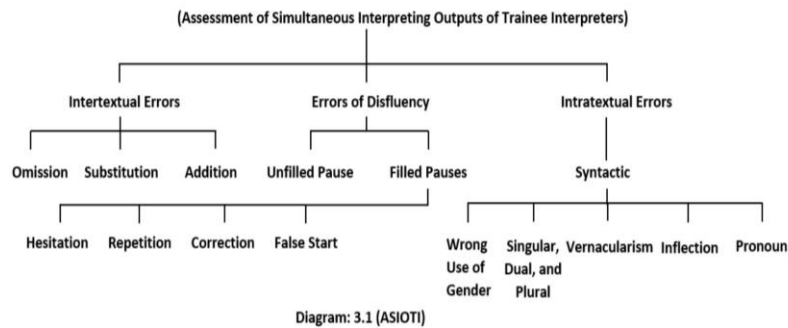 (Assessment of Simultaneous Interpreting Outputs of Trainee Interpreters)
Intertextual Errors
Errors of Disfluency
Intratextual Errors
Omission
Substitution
Addition
Unfilled Pause
Filled Pauses
Syntactic
Hesitation
Repetition
Correction
False Start
Wrong
Use of
Gender
Singular,
Dual, and
Plural
Vernacularism
Inflection
Pronoun
Diagram: 3.1 (ASIOTI)